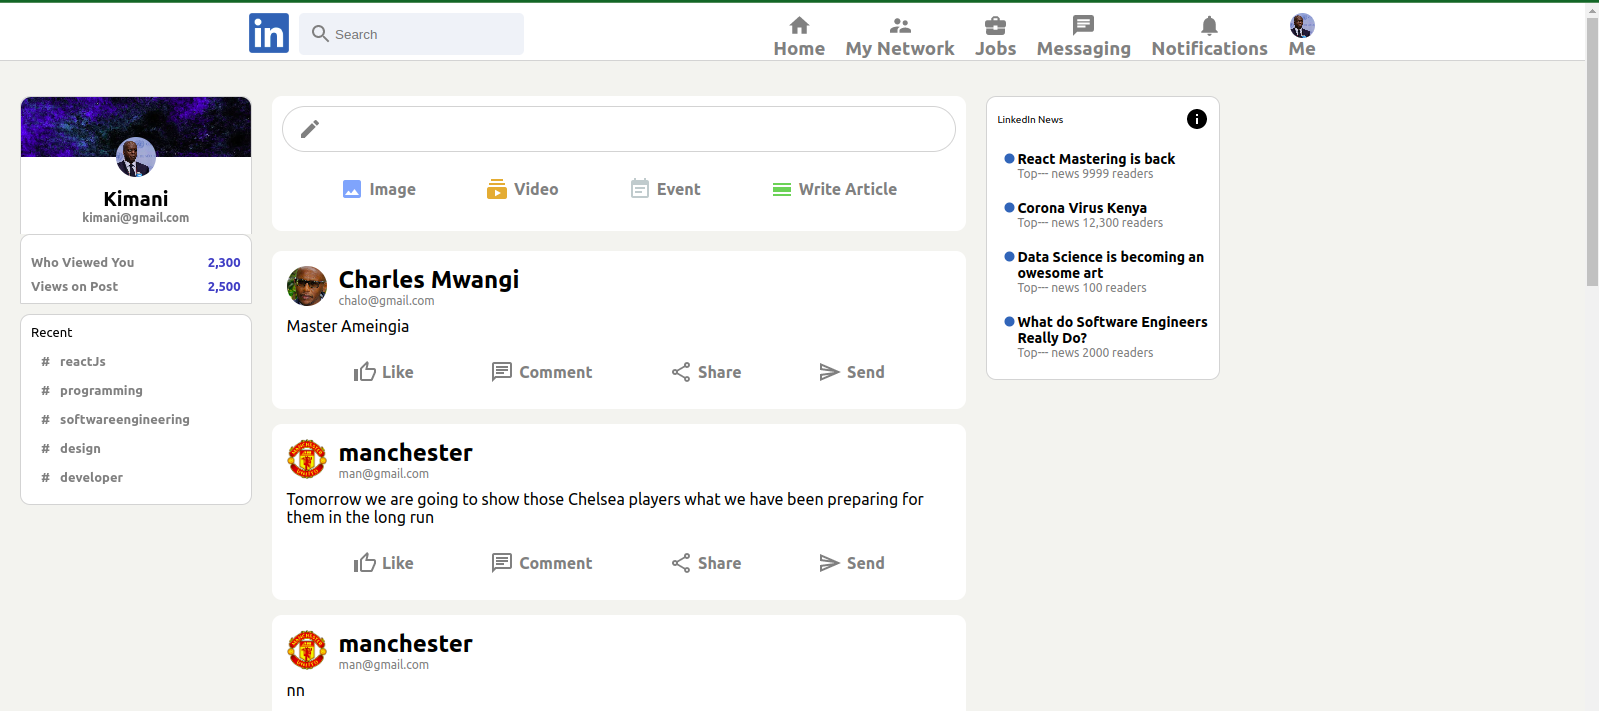 in
Search
Home
My Network
Jobs
Messaging
Notifications
Me
Kimani
kimani@gmail.com
Who Viewed You 2,300
Views on Post 2,500
Recent
# reactJs
# programming
# softwareengineering
# design
# developer
Image
Video
Event
Write Article
Charles Mwangi
chalo@gmail.com
Master Ameingia
Like
Comment
Share
Send
manchester
man@gmail.com
Tomorrow we are going to show those Chelsea players what we have been preparing for
them in the long run
Like
Comment
Share
Send
manchester
man@gmail.com
nn
LinkedIn News
React Mastering is back
Top--- news 9999 readers
Corona Virus Kenya
Top--- news 12,300 readers
Data Science is becoming an
owesome art
Top--- news 100 readers
What do Software Engineers
Really Do?
Top--- news 2000 readers